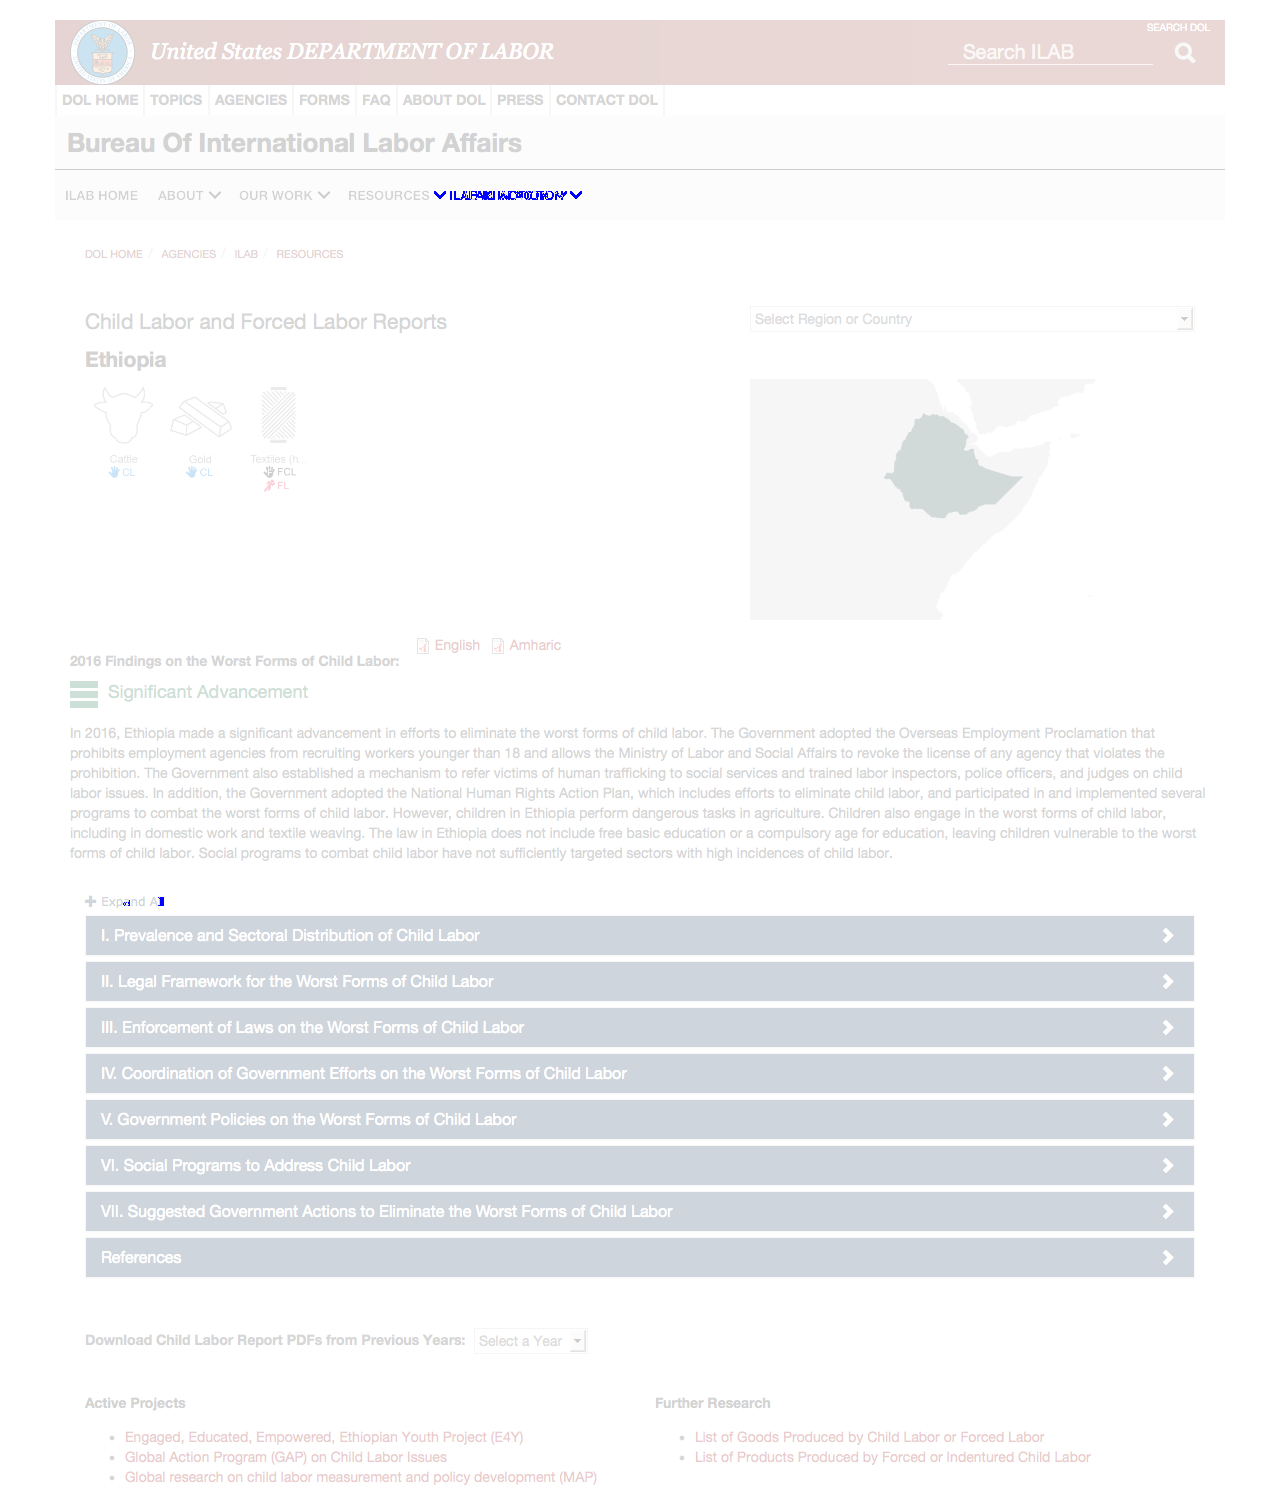 SEARCH DOL
United States DEPARTMENT OF LABOR
Search ILAB
DOL HOME TOPICS AGENCIES FORMS FAQ ABOUT DOL PRESS CONTACT DOL
Bureau Of International Labor Affairs
ILAB HOME ABOUT OUR WORK RESOURCES
DOL HOME / AGENCIES / ILAB / RESOURCES
Child Labor and Forced Labor Reports
Select Region or Country
Ethiopia
Cattle Gold Textiles (h...
CL CL FCL
FL
English Amharic
2016 Findings on the Worst Forms of Child Labor:
Significant Advancement
In 2016, Ethiopia made a significant advancement in efforts to eliminate the worst forms of child labor. The Government adopted the Overseas Employment Proclamation that
prohibits employment agencies from recruiting workers younger than 18 and allows the Ministry of Labor and Social Affairs to revoke the license of any agency that violates the
prohibition. The Government also established a mechanism to refer victims of human trafficking to social services and trained labor inspectors, police officers, and judges on child
labor issues. In addition, the Government adopted the National Human Rights Action Plan, which includes efforts to eliminate child labor, and participated in and implemented several
programs to combat the worst forms of child labor. However, children in Ethiopia perform dangerous tasks in agriculture. Children also engage in the worst forms of child labor,
including in domestic work and textile weaving. The law in Ethiopia does not include free basic education or a compulsory age for education, leaving children vulnerable to the worst
forms of child labor. Social programs to combat child labor have not sufficiently targeted sectors with high incidences of child labor.
Expand All
I. Prevalence and Sectoral Distribution of Child Labor
II. Legal Framework for the Worst Forms of Child Labor
III. Enforcement of Laws on the Worst Forms of Child Labor
IV. Coordination of Government Efforts on the Worst Forms of Child Labor
V. Government Policies on the Worst Forms of Child Labor
VI. Social Programs to Address Child Labor
VII. Suggested Government Actions to Eliminate the Worst Forms of Child Labor
References
Download Child Labor Report PDFs from Previous Years: Select a Year
Active Projects
Engaged, Educated, Empowered, Ethiopian Youth Project (E4Y)
Global Action Program (GAP) on Child Labor Issues
Global research on child labor measurement and policy development (MAP)
Further Research
List of Goods Produced by Child Labor or Forced Labor
List of Products Produced by Forced or Indentured Child Labor